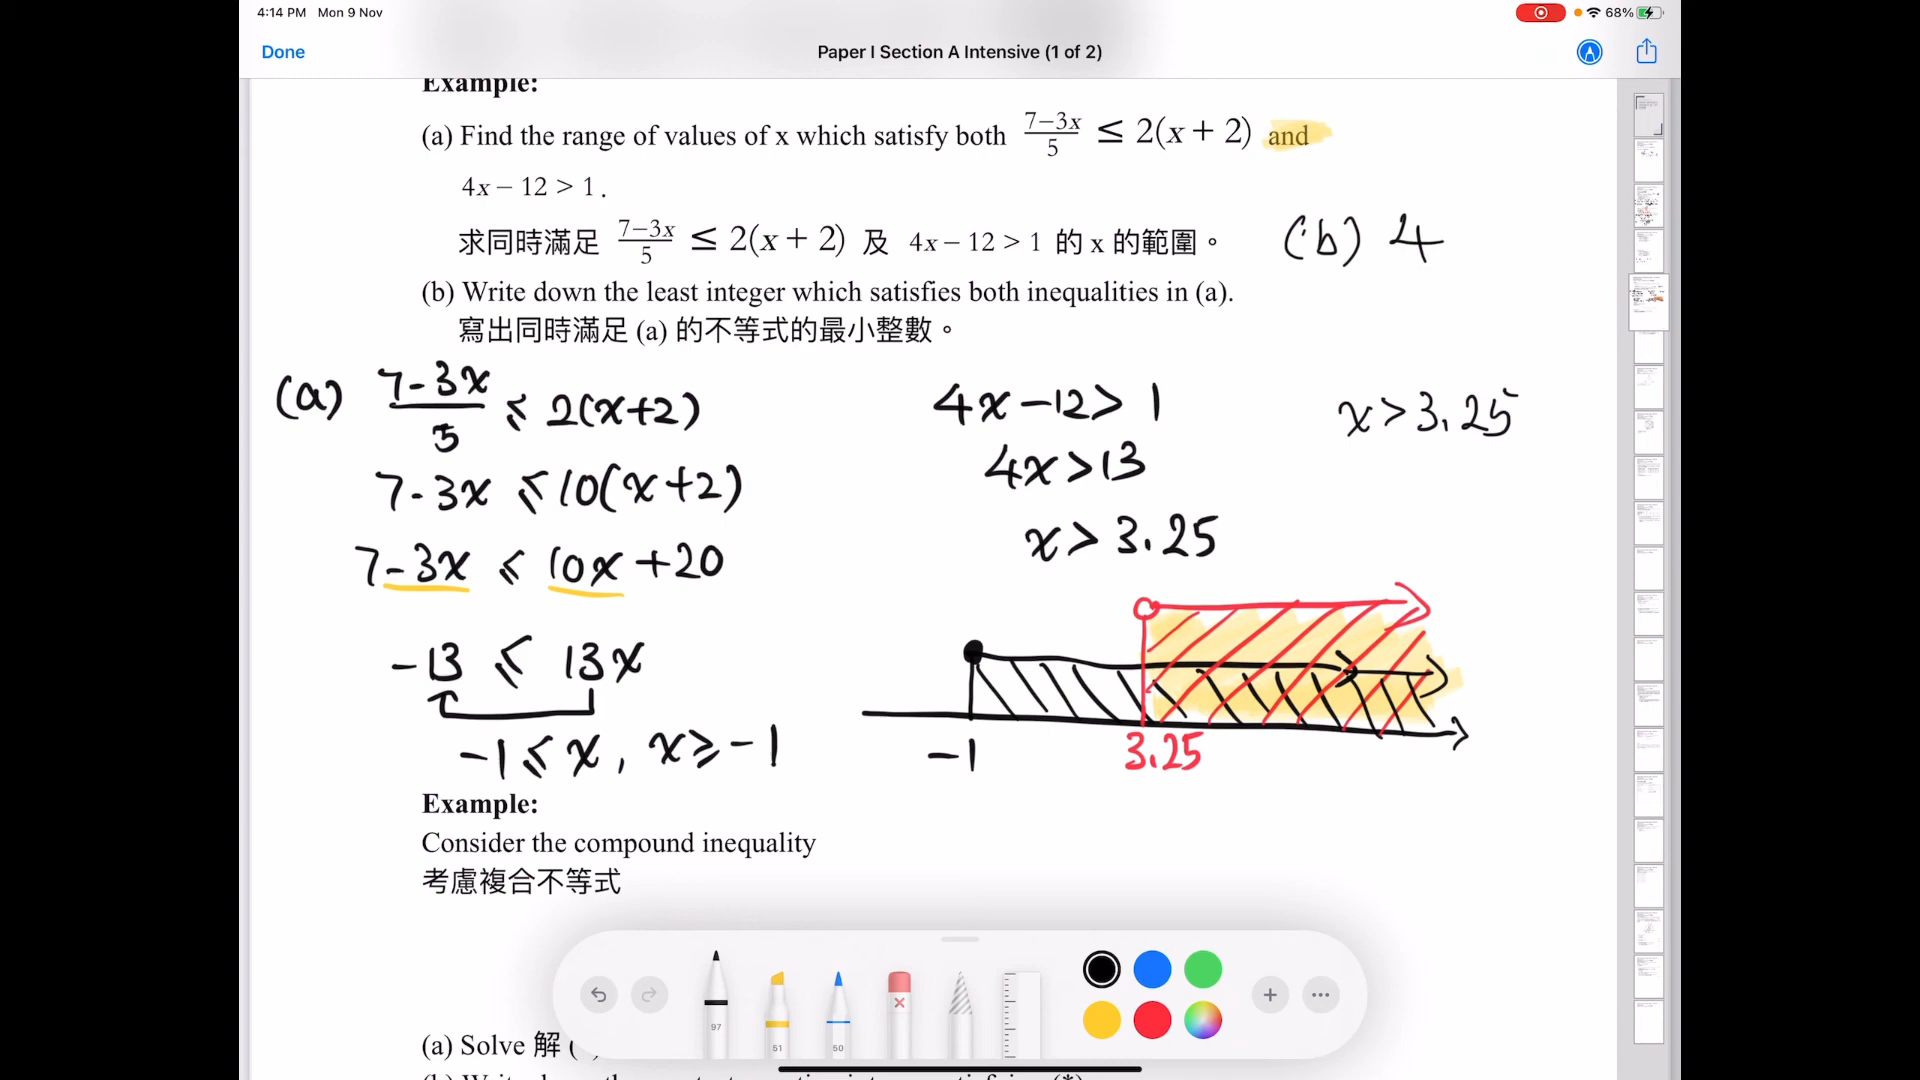 4:14 PM Mon 9 Nov
68%
Done
Paper I Section A Intensive (1 of 2)
Example:
(a) Find the range of values of x which satisfy both (7−3x)/5 ≤ 2(x + 2) and
4x − 12 > 1 .
求同時滿足 (7−3x)/5 ≤ 2(x + 2) 及 4x − 12 > 1 的 x 的範圍。
(b) 4
(b) Write down the least integer which satisfies both inequalities in (a).
寫出同時滿足 (a) 的不等式的最小整數。
(a) (7-3x)/5 ≤ 2(x+2)
7-3x ≤ 10(x+2)
7-3x ≤ 10x+20
-13 ≤ 13x
-1 ≤ x, x ≥ -1
4x-12 > 1
4x > 13
x > 3.25
x > 3.25
-1
3.25
Example:
Consider the compound inequality
考慮複合不等式
97
51
50
(a) Solve 解 (